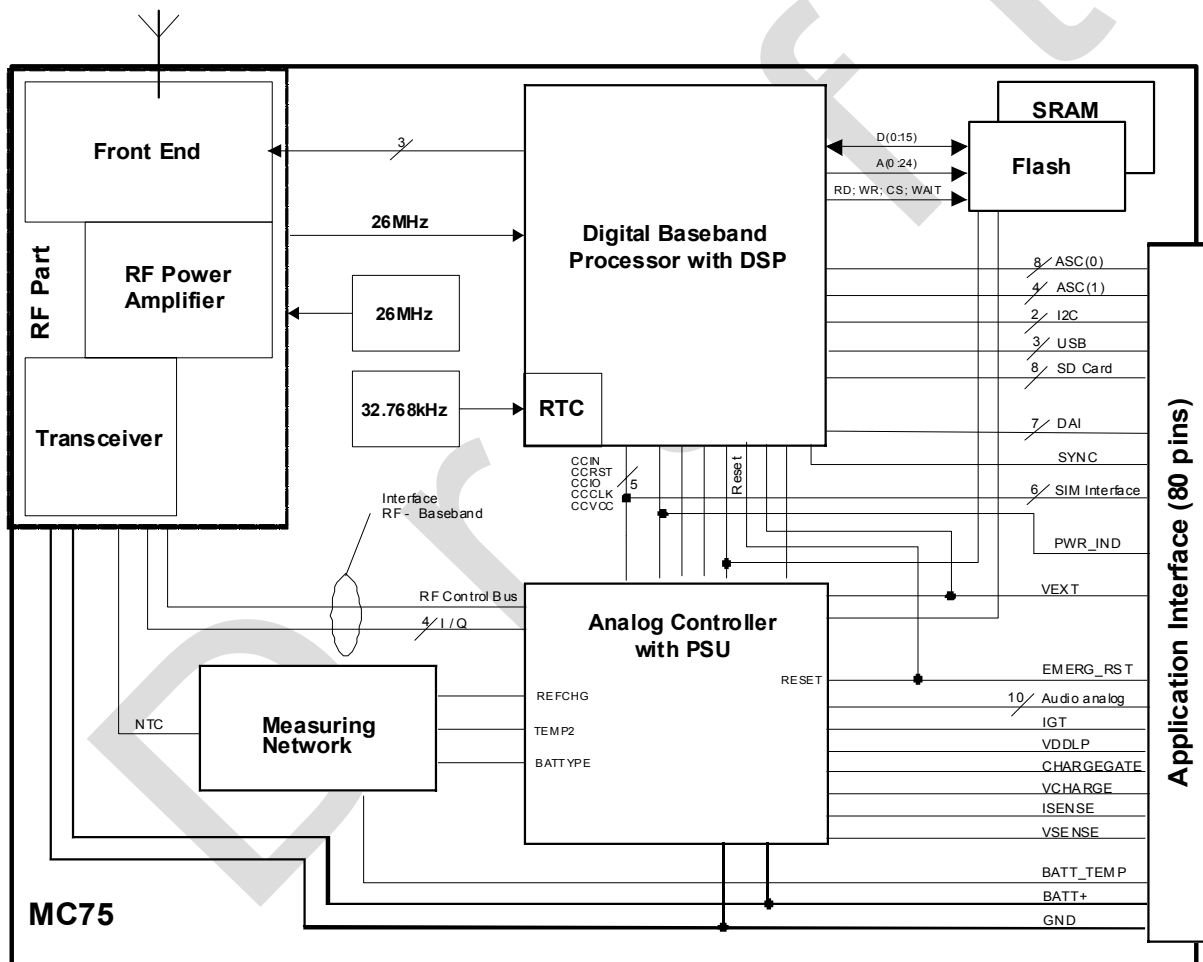 Front End
RF Part
RF Power
Amplifier
Transceiver
3
26MHz
26MHz
32.768kHz
Digital Baseband
Processor with DSP
RTC
SRAM
Flash
D(0:15)
A(0:24)
RD; WR; CS; WAIT
8 ASC(0)
4 ASC(1)
2 I2C
3 USB
8 SD Card
7 DAI
SYNC
6 SIM Interface
PWR_IND
VEXT
EMERG_RST
10 Audio analog
IGT
VDDLP
CHARGEGATE
VCHARGE
ISENSE
VSENSE
BATT_TEMP
BATT+
GND
Application Interface (80 pins)
CCIN
CCRST
CCIO
CCCLK
CCVCC
5
Reset
Interface
RF - Baseband
RF Control Bus
4 I / Q
Analog Controller
with PSU
RESET
REFCHG
TEMP2
BATTYPE
Measuring
Network
NTC
MC75
Draft